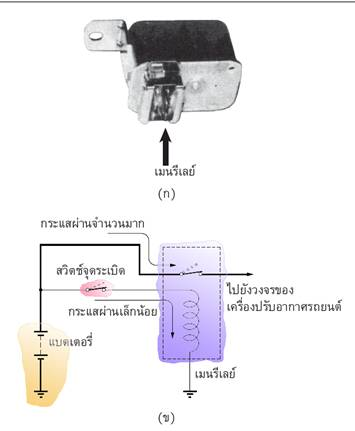 เมนรีเลย์
(ก)
กระแสผ่านจำนวนมาก
สวิตช์จุดระเบิด
ไปยังวงจรของ
เครื่องปรับอากาศรถยนต์
กระแสผ่านเล็กน้อย
แบตเตอรี่
เมนรีเลย์
(ข)